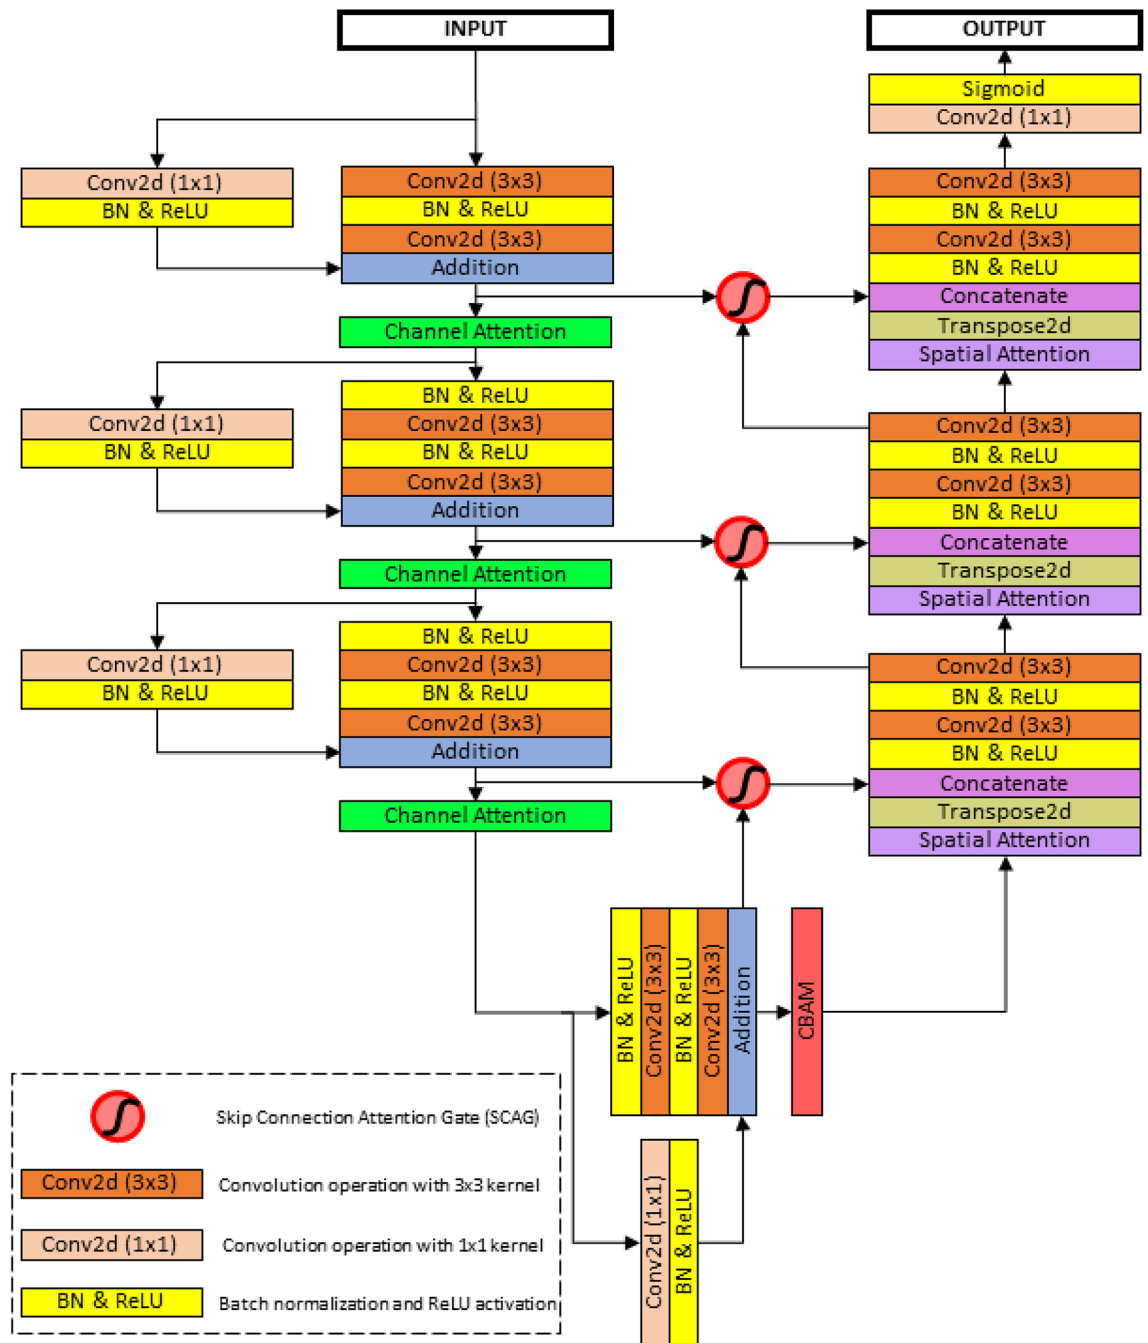 INPUT
Conv2d (1x1)
BN & ReLU
Conv2d (3x3)
BN & ReLU
Conv2d (3x3)
Addition
Channel Attention
Conv2d (1x1)
BN & ReLU
BN & ReLU
Conv2d (3x3)
BN & ReLU
Conv2d (3x3)
Addition
Channel Attention
Conv2d (1x1)
BN & ReLU
BN & ReLU
Conv2d (3x3)
BN & ReLU
Conv2d (3x3)
Addition
Channel Attention
OUTPUT
Sigmoid
Conv2d (1x1)
Conv2d (3x3)
BN & ReLU
Conv2d (3x3)
BN & ReLU
Concatenate
Transpose2d
Spatial Attention
Conv2d (3x3)
BN & ReLU
Conv2d (3x3)
BN & ReLU
Concatenate
Transpose2d
Spatial Attention
Conv2d (3x3)
BN & ReLU
Conv2d (3x3)
BN & ReLU
Concatenate
Transpose2d
Spatial Attention
BN & ReLU
Conv2d (3x3)
BN & ReLU
Conv2d (3x3)
Addition
CBAM
Conv2d (1x1)
BN & ReLU
Skip Connection Attention Gate (SCAG)
Conv2d (3x3) Convolution operation with 3x3 kernel
Conv2d (1x1) Convolution operation with 1x1 kernel
BN & ReLU Batch normalization and ReLU activation